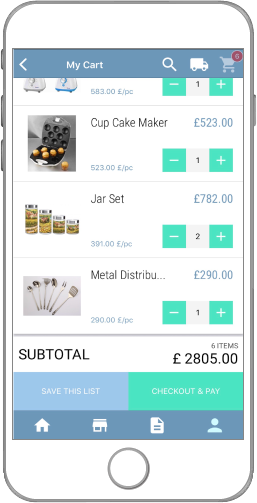 My Cart
6
583.00 £/pc
1
Cup Cake Maker
£523.00
523.00 £/pc
1
Jar Set
£782.00
391.00 £/pc
2
Metal Distribu...
£290.00
290.00 £/pc
1
SUBTOTAL
6 ITEMS
£ 2805.00
SAVE THIS LIST
CHECKOUT & PAY